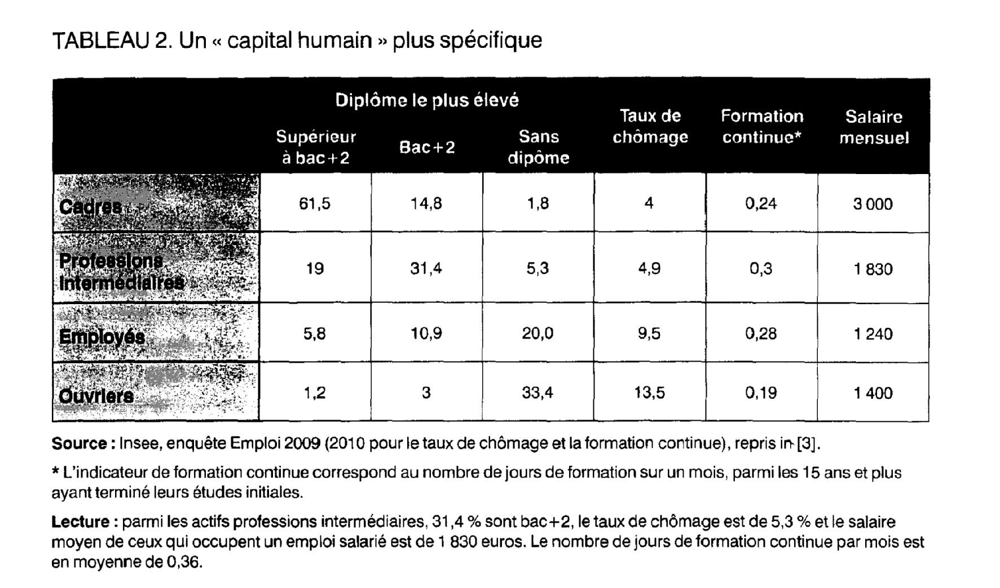 TABLEAU 2. Un « capital humain » plus spécifique
Diplôme le plus élevé
Supérieur à bac+2 Bac+2 Sans dipôme Taux de chômage Formation continue* Salaire mensuel
Cadres 61,5 14,8 1,8 4 0,24 3 000
Professions Intermédiaires 19 31,4 5,3 4,9 0,3 1 830
Employés 5,8 10,9 20,0 9,5 0,28 1 240
Ouvriers 1,2 3 33,4 13,5 0,19 1 400
Source : Insee, enquête Emploi 2009 (2010 pour le taux de chômage et la formation continue), repris in [3].
* L'indicateur de formation continue correspond au nombre de jours de formation sur un mois, parmi les 15 ans et plus
ayant terminé leurs études initiales.
Lecture : parmi les actifs professions intermédiaires, 31,4 % sont bac+2, le taux de chômage est de 5,3 % et le salaire
moyen de ceux qui occupent un emploi salarié est de 1 830 euros. Le nombre de jours de formation continue par mois est
en moyenne de 0,36.